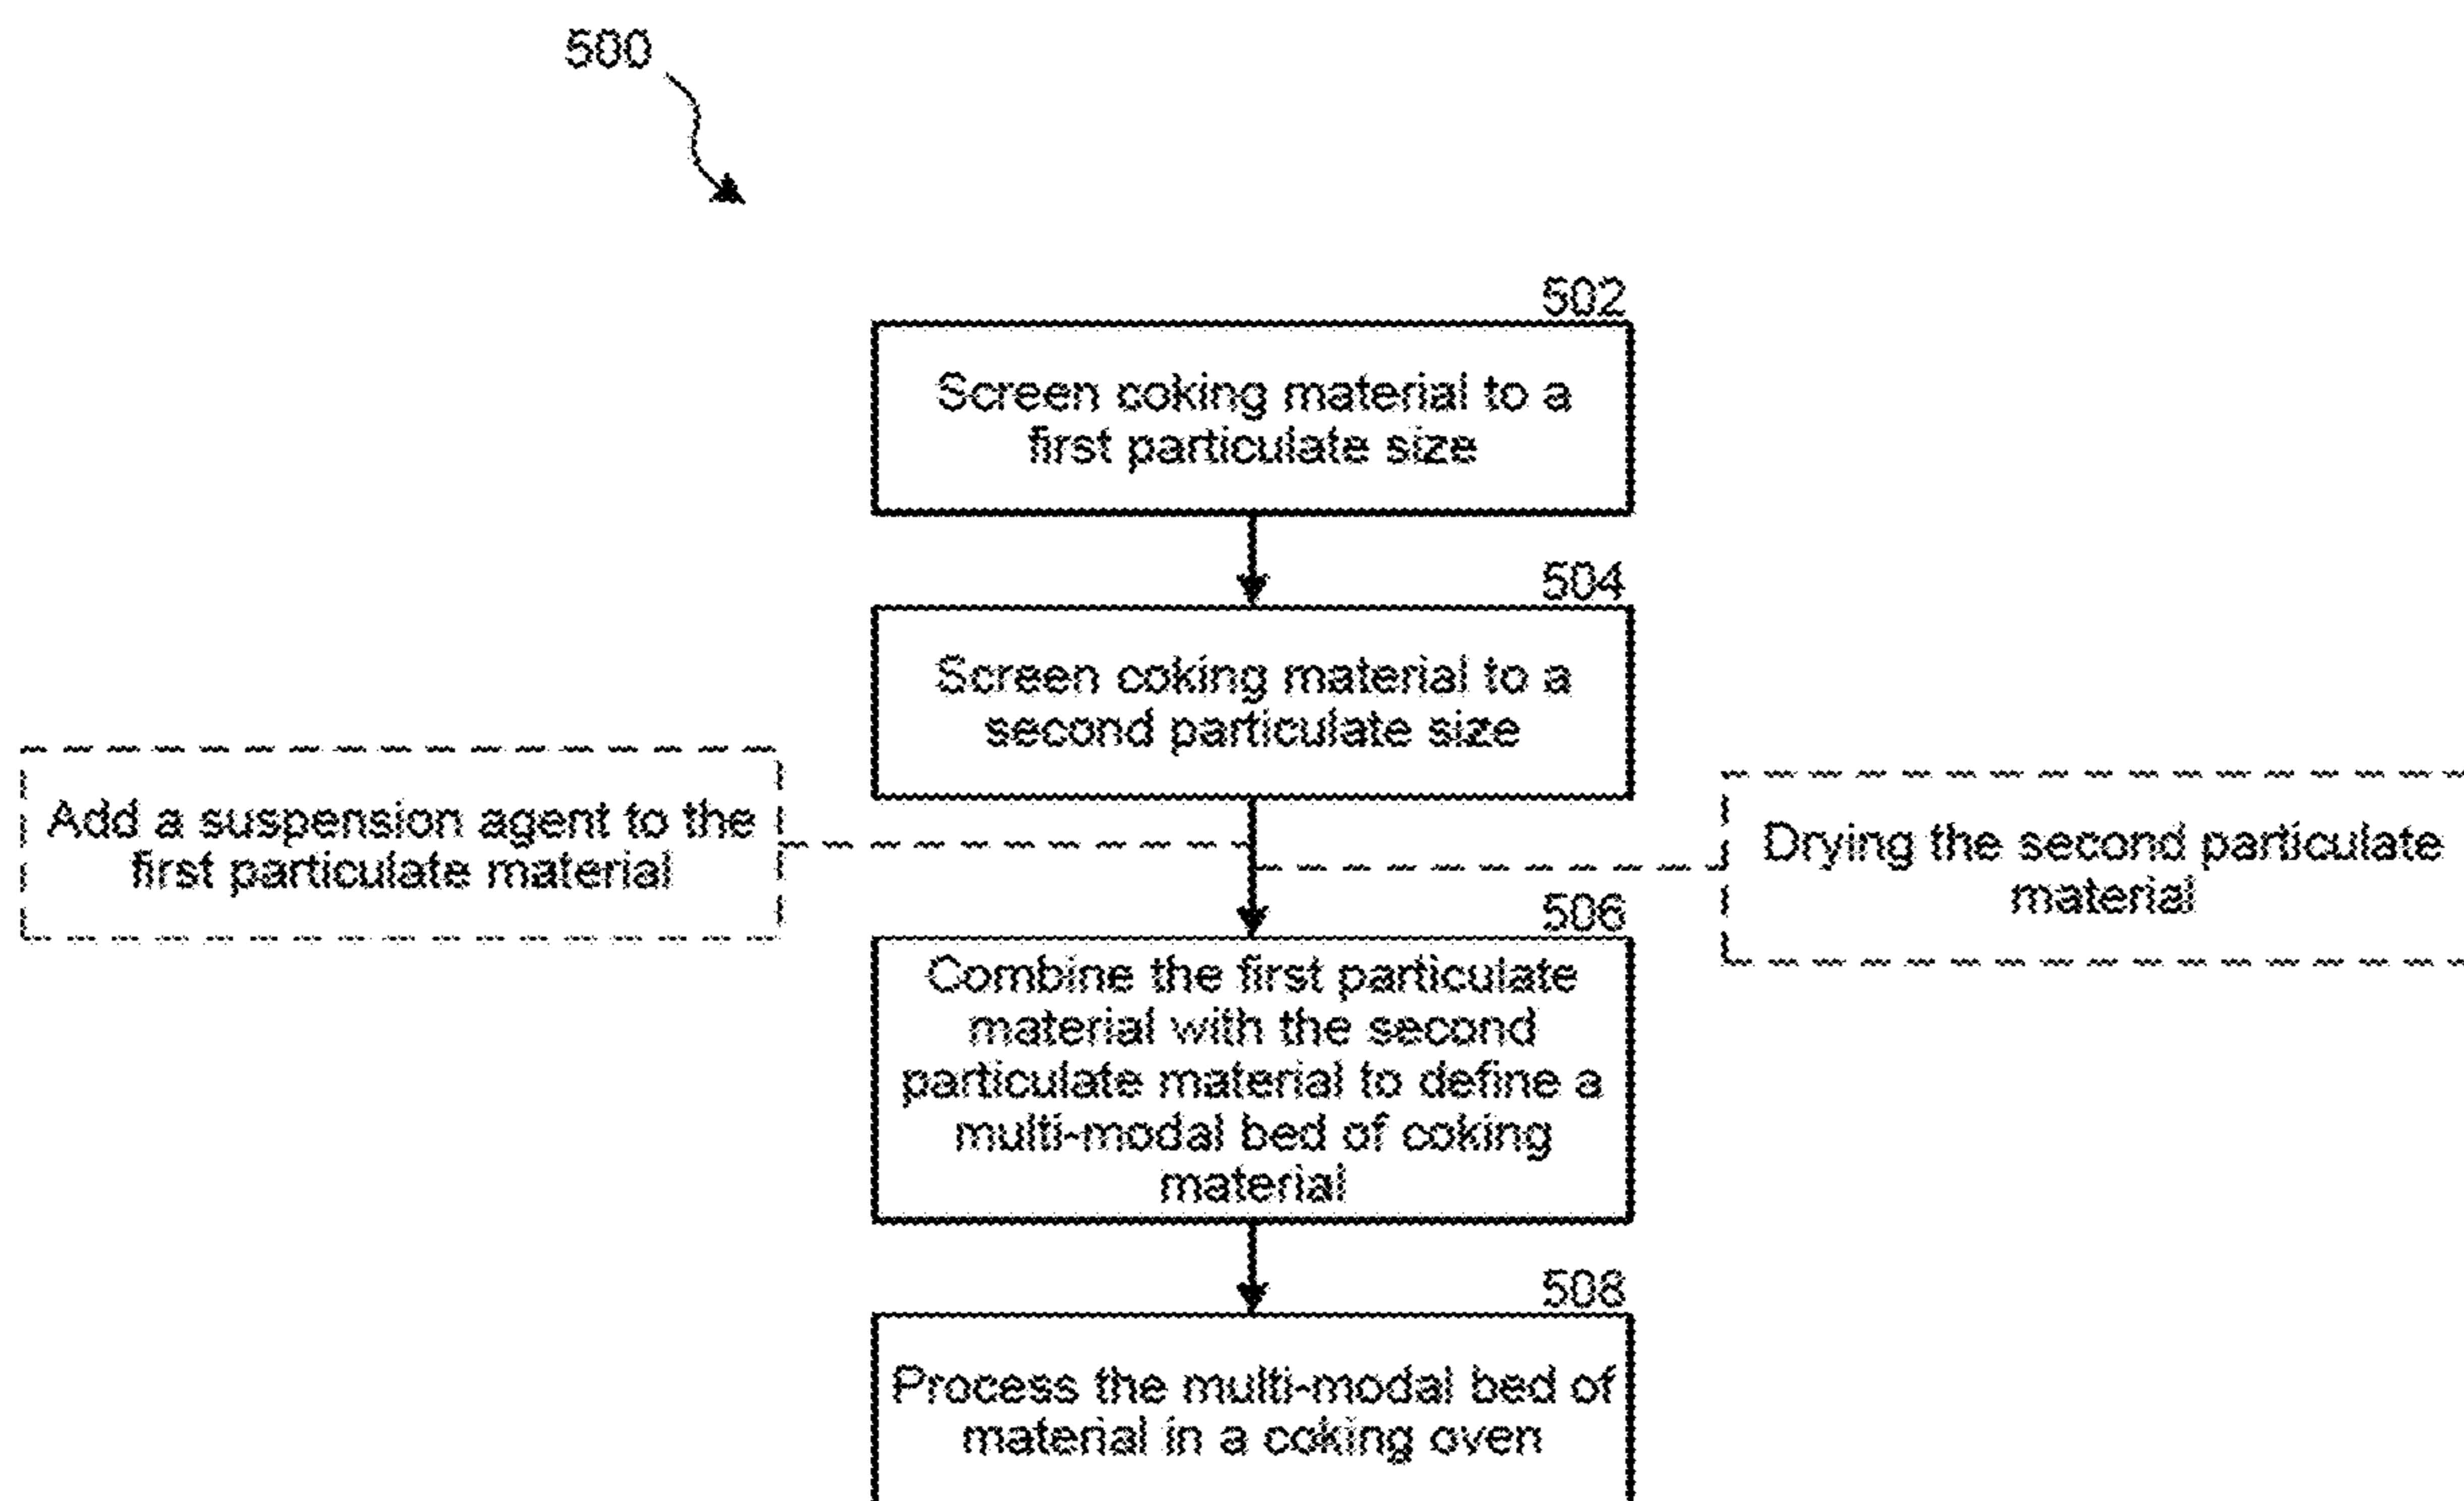 500
502
Screen coking material to a
first particulate size
504
Screen coking material to a
second particulate size
Add a suspension agent to the
first particulate material
Drying the second particulate
material
506
Combine the first particulate
material with the second
particulate material to define a
multi-modal bed of coking
material
508
Process the multi-modal bed of
material in a coking oven